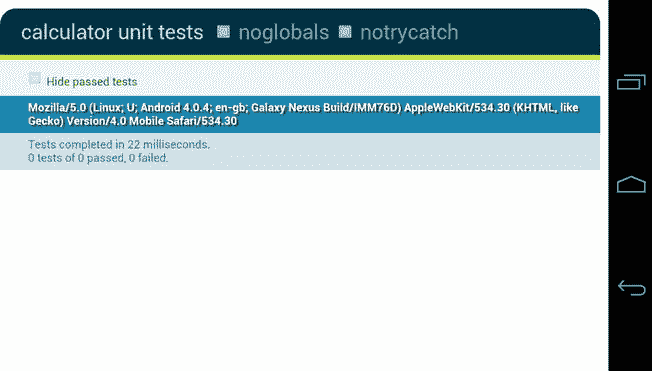 calculator unit tests noglobals notrycatch
Hide passed tests
Mozilla/5.0 (Linux; U; Android 4.0.4; en-gb; Galaxy Nexus Build/IMM76D) AppleWebKit/534.30 (KHTML, like
Gecko) Version/4.0 Mobile Safari/534.30
Tests completed in 22 milliseconds.
0 tests of 0 passed, 0 failed.